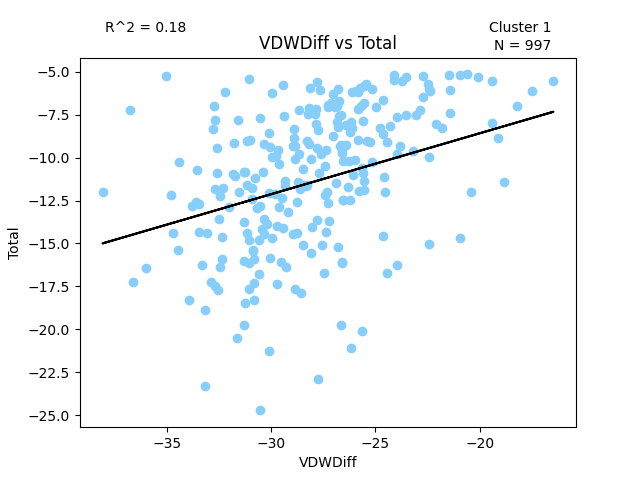 R^2 = 0.18
Cluster 1
N = 997
VDWDiff vs Total
−5.0
−7.5
−10.0
−12.5
−15.0
−17.5
−20.0
−22.5
−25.0
Total
−35
−30
−25
−20
VDWDiff